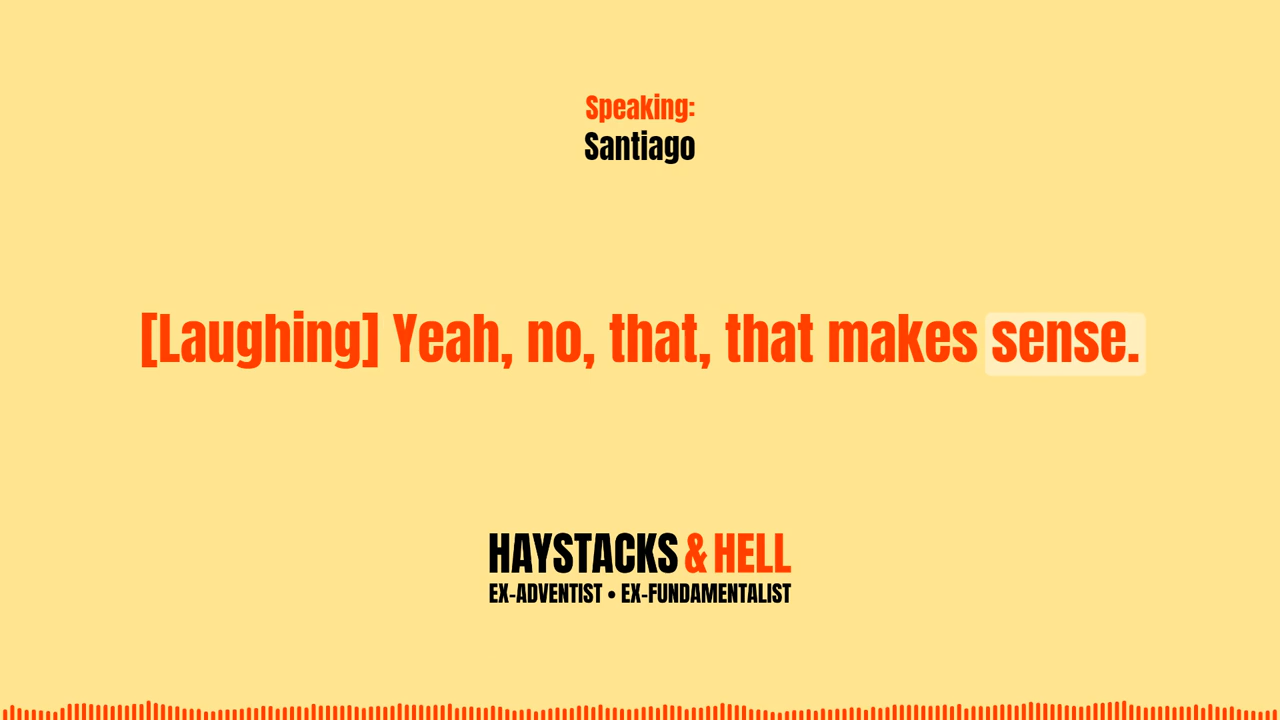 Speaking:
Santiago
[Laughing] Yeah, no, that, that makes sense.
HAYSTACKS & HELL
EX-ADVENTIST • EX-FUNDAMENTALIST